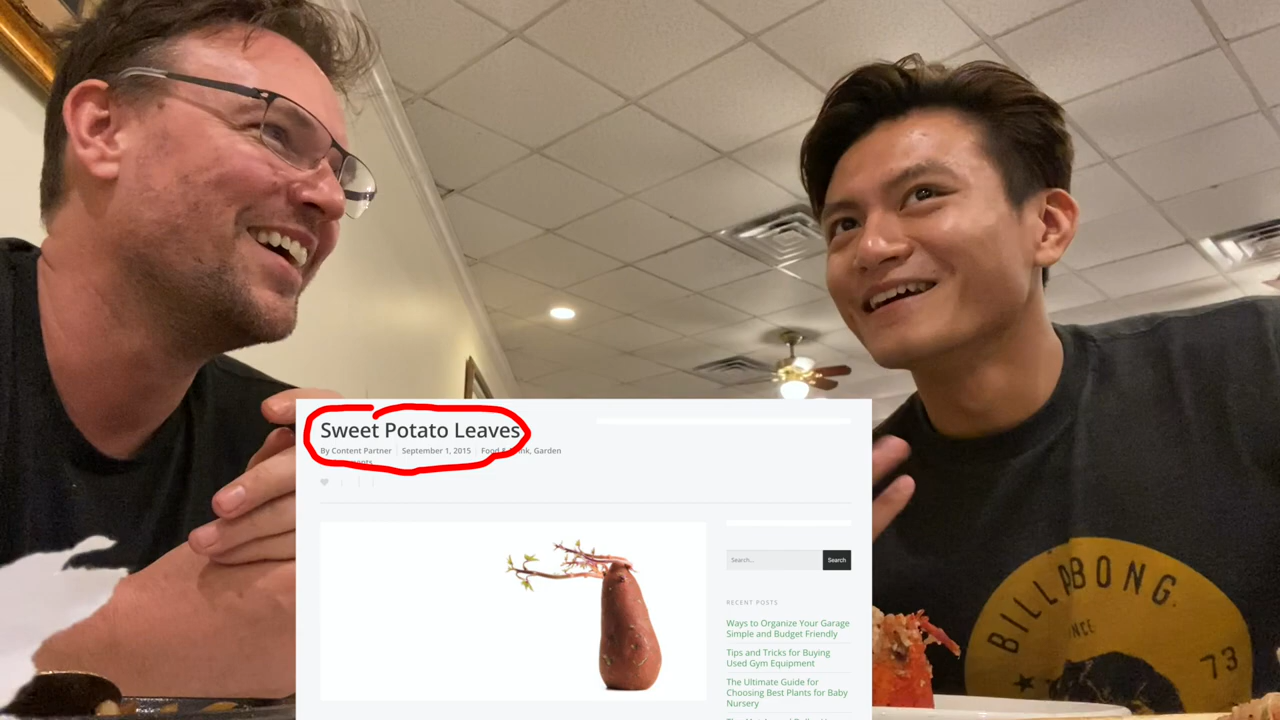 Sweet Potato Leaves
By Content Partner
September 1, 2015
Garden
Search...
Search
RECENT POSTS
Ways to Organize Your Garage
Simple and Budget Friendly
Tips and Tricks for Buying
Used Gym Equipment
The Ultimate Guide for
Choosing Best Plants for Baby
Nursery
BILLABONG
73